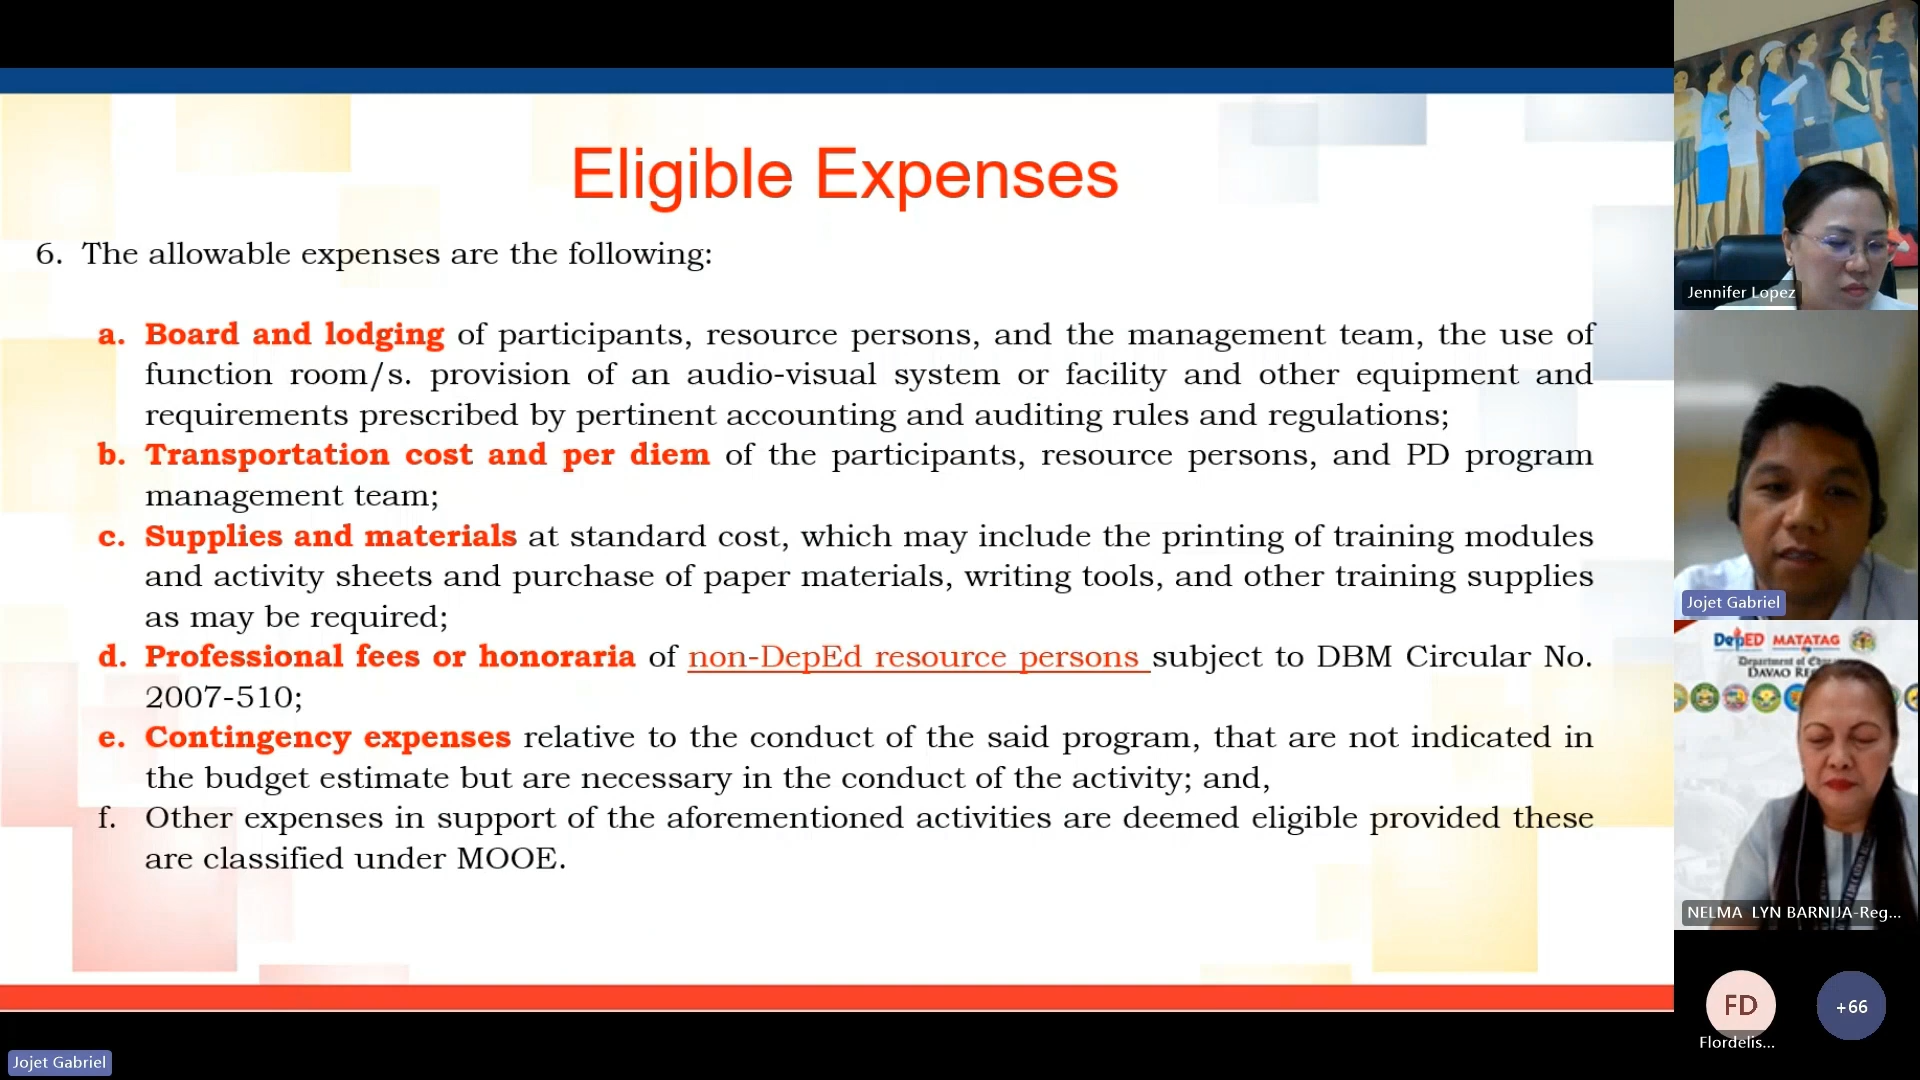 Eligible Expenses
6. The allowable expenses are the following:
a. Board and lodging of participants, resource persons, and the management team, the use of
function room/s. provision of an audio-visual system or facility and other equipment and
requirements prescribed by pertinent accounting and auditing rules and regulations;
b. Transportation cost and per diem of the participants, resource persons, and PD program
management team;
c. Supplies and materials at standard cost, which may include the printing of training modules
and activity sheets and purchase of paper materials, writing tools, and other training supplies
as may be required;
d. Professional fees or honoraria of non-DepEd resource persons subject to DBM Circular No.
2007-510;
e. Contingency expenses relative to the conduct of the said program, that are not indicated in
the budget estimate but are necessary in the conduct of the activity; and,
f. Other expenses in support of the aforementioned activities are deemed eligible provided these
are classified under MOOE.
Jojet Gabriel
Jennifer Lopez
Jojet Gabriel
DepED MATATAG
Department of
DAVAO
NELMA LYN BARNIJA-Reg...
FD
Flordelis...
+66